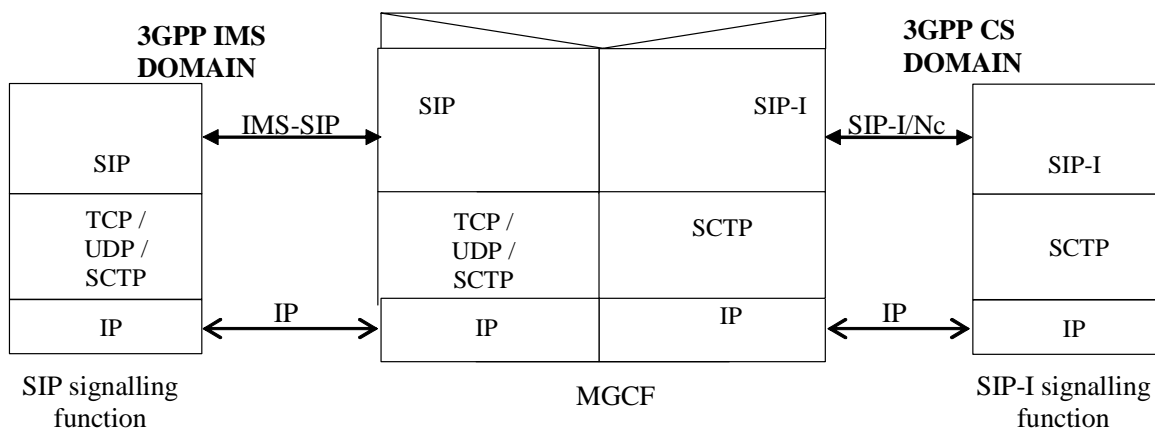 3GPP IMS
DOMAIN
3GPP CS
DOMAIN
SIP
IMS-SIP
SIP
SIP-I
SIP-I/Nc
SIP-I
TCP /
UDP /
SCTP
TCP /
UDP /
SCTP
SCTP
SCTP
IP
IP
IP
IP
IP
IP
SIP signalling
function
MGCF
SIP-I signalling
function